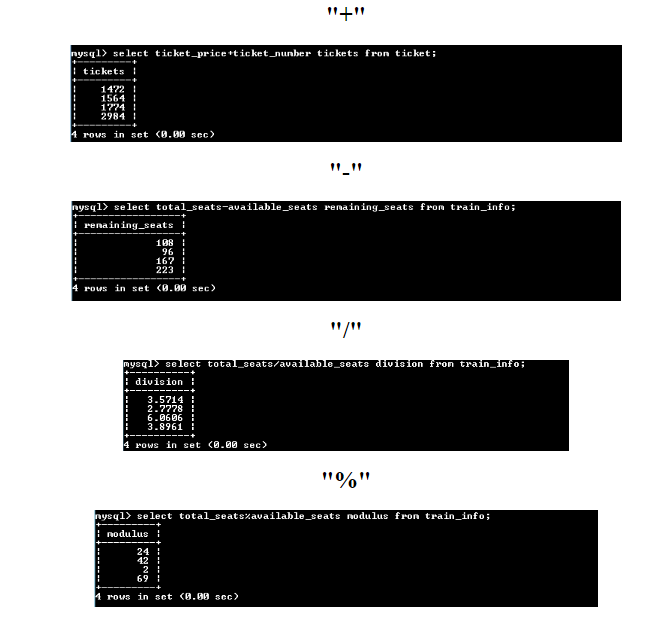 "+"
mysql> select ticket_price+ticket_number tickets from ticket;
+---------+
| tickets |
+---------+
|    1472 |
|    1564 |
|    1774 |
|    2984 |
+---------+
4 rows in set (0.00 sec)
"-"
mysql> select total_seats-available_seats remaining_seats from train_info;
+-----------------+
| remaining_seats |
+-----------------+
|             108 |
|              96 |
|             167 |
|             223 |
+-----------------+
4 rows in set (0.00 sec)
"/"
mysql> select total_seats/available_seats division from train_info;
+----------+
| division |
+----------+
|   3.5714 |
|   2.7778 |
|   6.0606 |
|   3.8961 |
+----------+
4 rows in set (0.00 sec)
"%"
mysql> select total_seats%available_seats modulus from train_info;
+---------+
| modulus |
+---------+
|      24 |
|      42 |
|       2 |
|      69 |
+---------+
4 rows in set (0.00 sec)